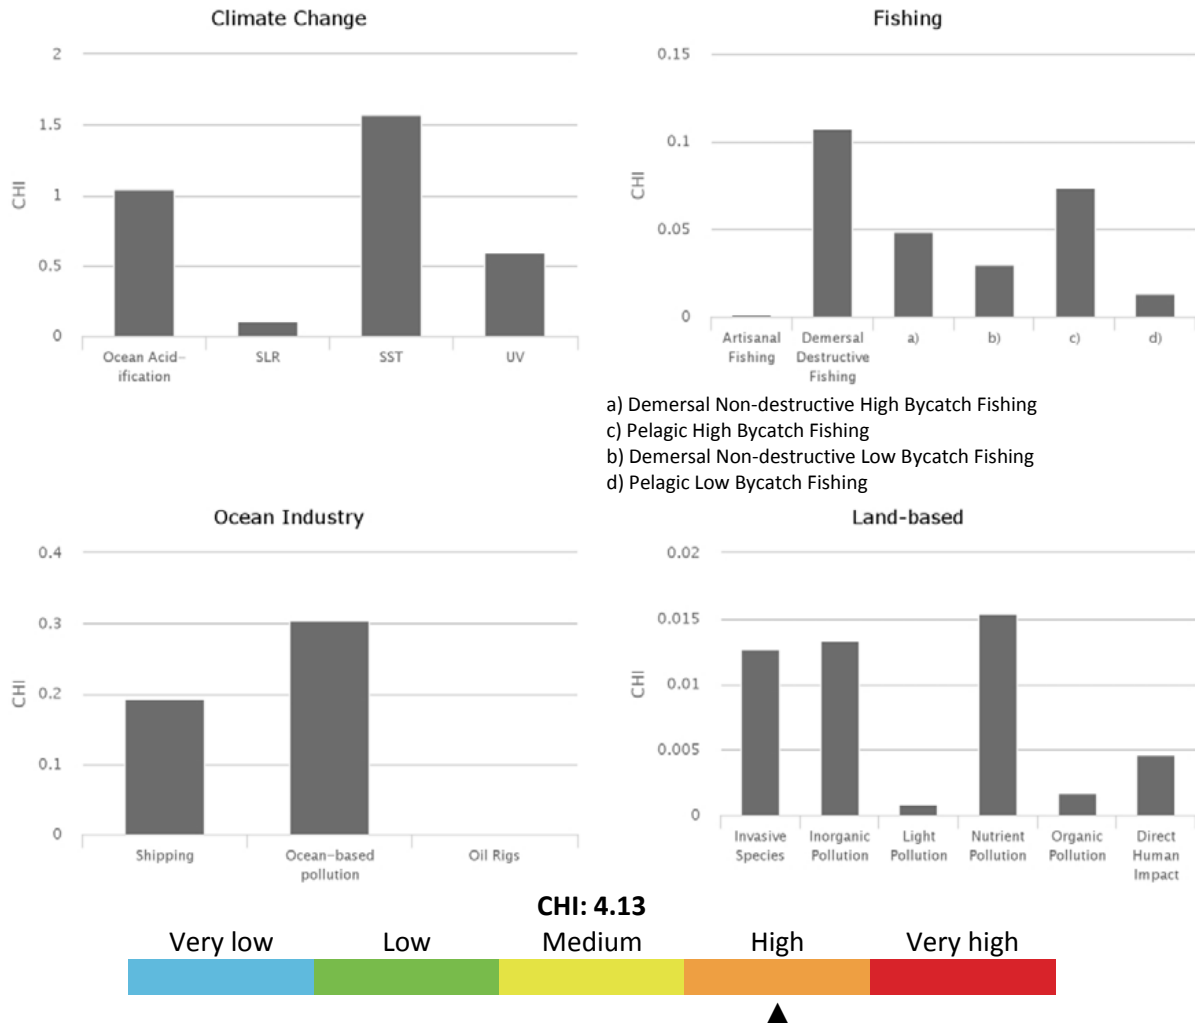 Climate Change
2
1.5
1
0.5
0
CHI
Ocean Acid-
ification
SLR
SST
UV
Fishing
0.15
0.1
0.05
0
CHI
Artisanal
Fishing
Demersal
Destructive
Fishing
a)
b)
c)
d)
a) Demersal Non-destructive High Bycatch Fishing
c) Pelagic High Bycatch Fishing
b) Demersal Non-destructive Low Bycatch Fishing
d) Pelagic Low Bycatch Fishing
Ocean Industry
0.4
0.3
0.2
0.1
0
CHI
Shipping
Ocean-based
pollution
Oil Rigs
Land-based
0.02
0.015
0.01
0.005
0
CHI
Invasive
Species
Inorganic
Pollution
Light
Pollution
Nutrient
Pollution
Organic
Pollution
Direct
Human
Impact
CHI: 4.13
Very low
Low
Medium
High
Very high